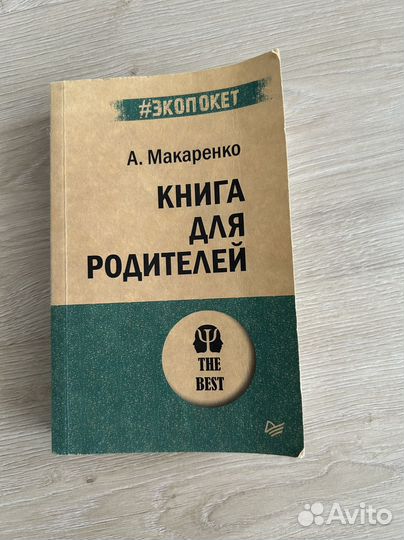 #ЭКОПОКЕТ
А. Макаренко
КНИГА
ДЛЯ
РОДИТЕЛЕЙ
Ψ
THE
BEST
Avito